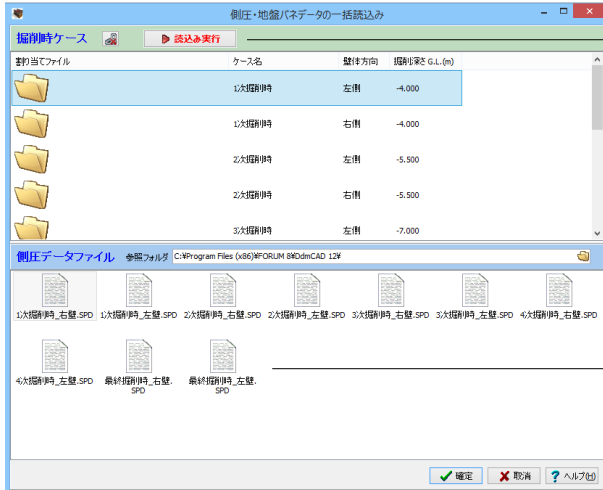 側圧・地盤バネデータの一括読込み
掘削時ケース 読込み実行
割り当てファイル ケース名 壁体方向 掘削深さ G.L.(m)
1次掘削時 左側 -4.000
1次掘削時 右側 -4.000
2次掘削時 左側 -5.500
2次掘削時 右側 -5.500
3次掘削時 左側 -7.000
側圧データファイル 参照フォルダ C:¥Program Files (x86)¥FORUM 8¥DdmCAD 12¥
1次掘削時_右壁.SPD 1次掘削時_左壁.SPD 2次掘削時_右壁.SPD 2次掘削時_左壁.SPD 3次掘削時_右壁.SPD 3次掘削時_左壁.SPD 4次掘削時_右壁.SPD
4次掘削時_左壁.SPD 最終掘削時_右壁. 最終掘削時_左壁.
SPD SPD
確定 取消 ? ヘルプ(H)